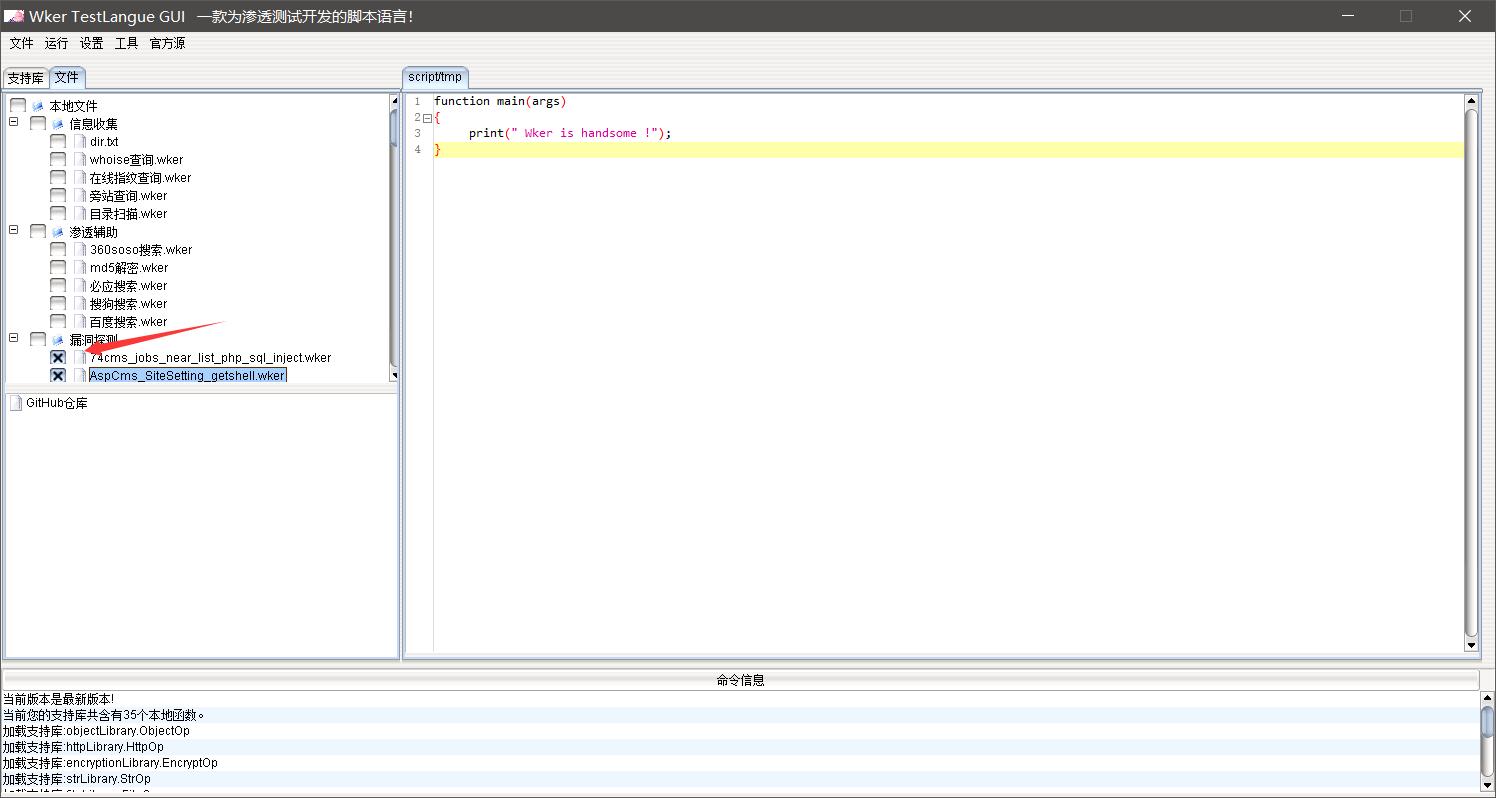 Wker TestLangue GUI 一款为渗透测试开发的脚本语言!
文件 运行 设置 工具 官方源
支持库 文件
本地文件
信息收集
dir.txt
whoise查询.wker
在线指纹查询.wker
旁站查询.wker
目录扫描.wker
渗透辅助
360soso搜索.wker
md5解密.wker
必应搜索.wker
搜狗搜索.wker
百度搜索.wker
漏洞探测
74cms_jobs_near_list_php_sql_inject.wker
AspCms_SiteSetting_getshell.wker
GitHub仓库
script/tmp
1 function main(args)
2 {
3 print(" Wker is handsome !");
4 }
命令信息
当前版本是最新版本!
当前您的支持库共含有35个本地函数。
加载支持库:objectLibrary.ObjectOp
加载支持库:httpLibrary.HttpOp
加载支持库:encryptionLibrary.EncryptOp
加载支持库:strLibrary.StrOp